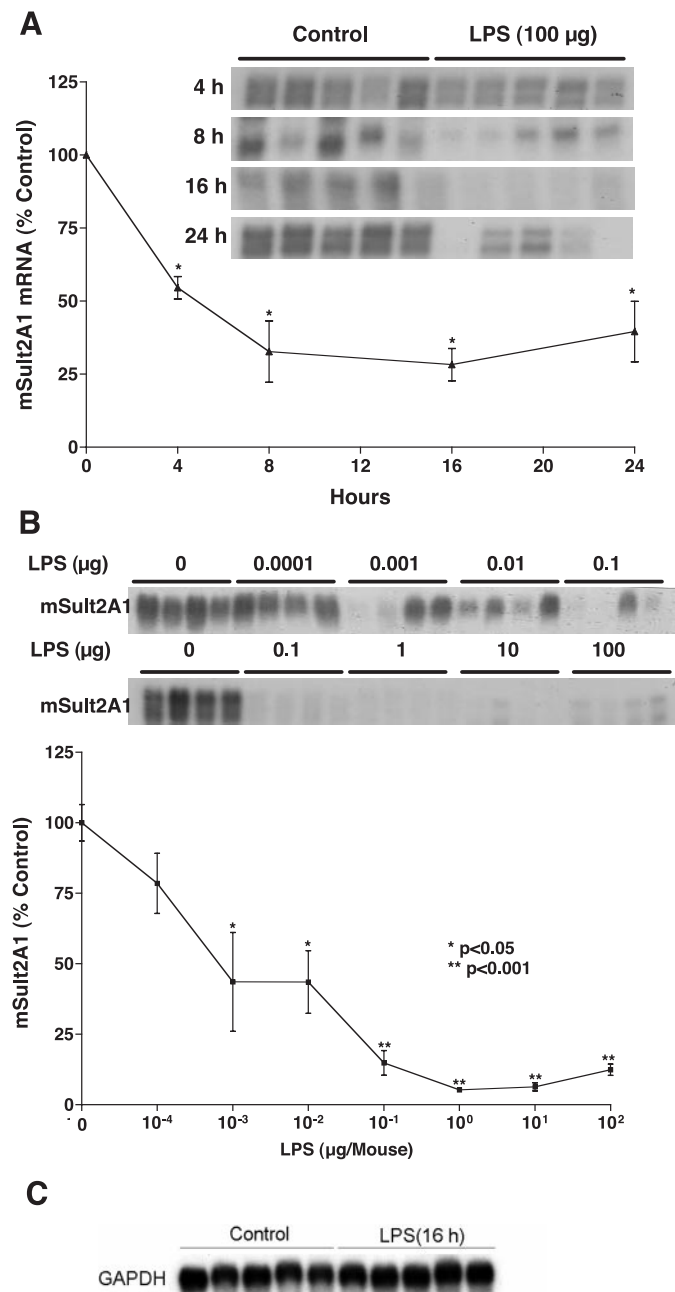 A
Control LPS (100 µg)
4 h
8 h
16 h
24 h
125
100
75
50
25
0
* * * *
0 4 8 12 16 20 24
mSult2A1 mRNA (% Control)
Hours
B
LPS (µg) 0 0.0001 0.001 0.01 0.1
mSult2A1
LPS (µg) 0 0.1 1 10 100
mSult2A1
125
100
75
50
25
0
* * ** ** ** **
* p<0.05
** p<0.001
0 10⁻⁴ 10⁻³ 10⁻² 10⁻¹ 10⁰ 10¹ 10²
mSult2A1 (% Control)
LPS (µg/Mouse)
C
Control LPS(16 h)
GAPDH